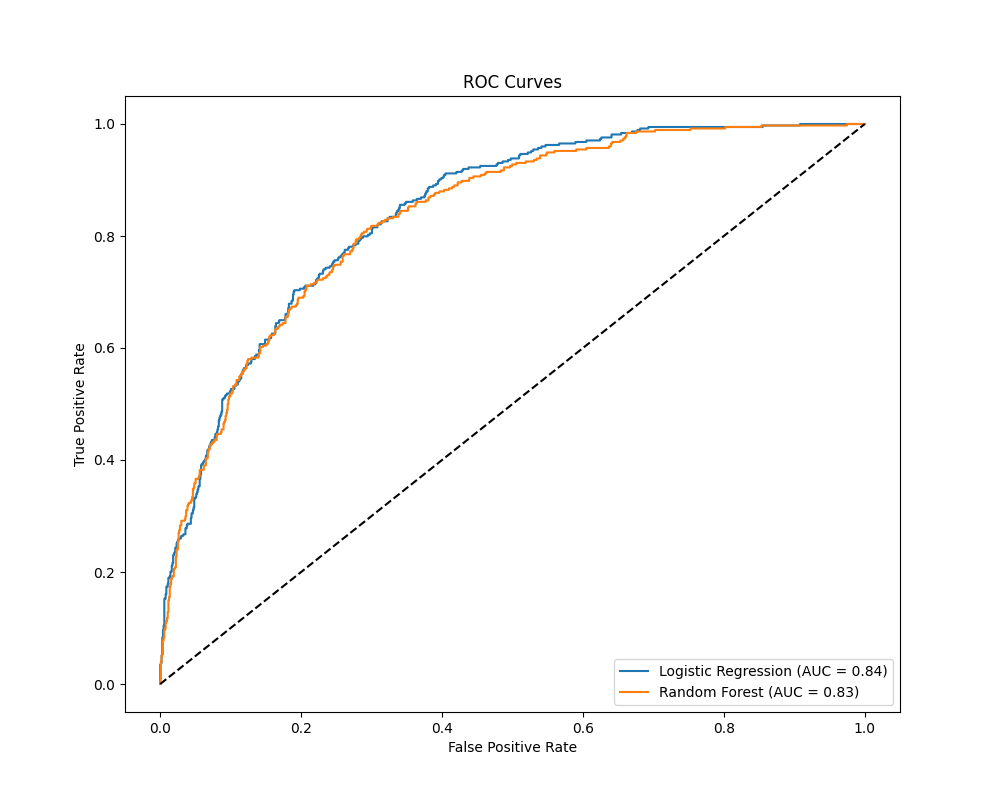 ROC Curves
1.0
0.8
0.6
0.4
0.2
0.0
True Positive Rate
0.0 0.2 0.4 0.6 0.8 1.0
False Positive Rate
Logistic Regression (AUC = 0.84)
Random Forest (AUC = 0.83)